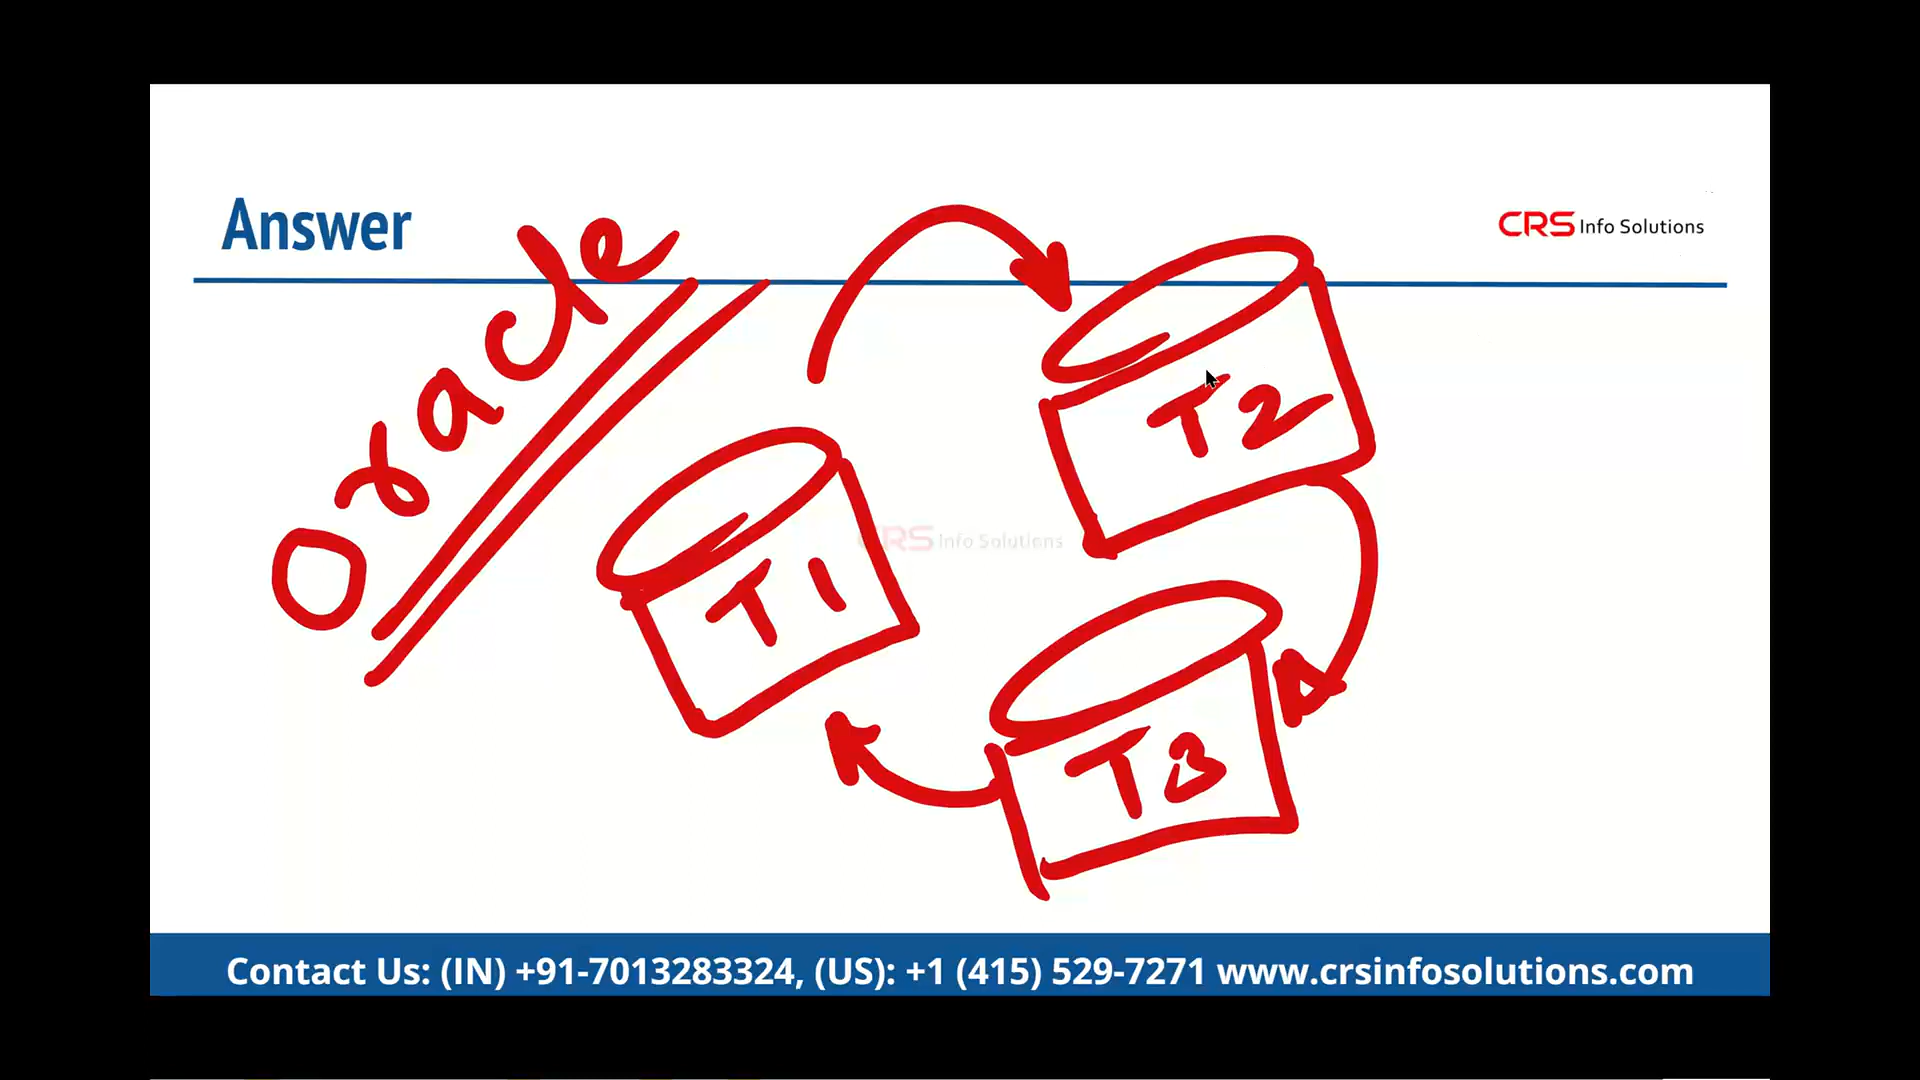 Answer
CRS Info Solutions
Oracle
T2
T1
CRS Info Solutions
T3
Contact Us: (IN) +91-7013283324, (US): +1 (415) 529-7271 www.crsinfosolutions.com